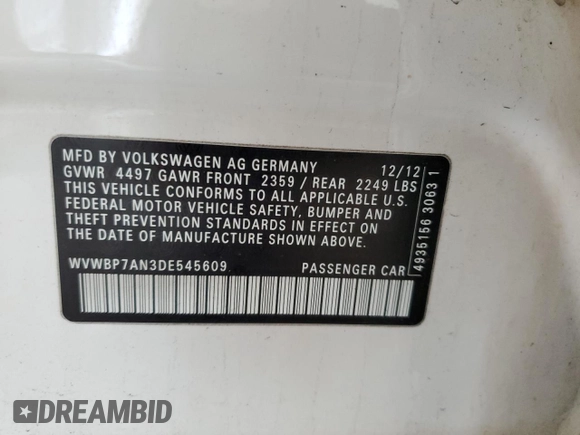 MFD BY VOLKSWAGEN AG GERMANY 12/12
GVWR 4497 GAWR FRONT 2359 / REAR 2249 LBS
THIS VEHICLE CONFORMS TO ALL APPLICABLE U.S.
FEDERAL MOTOR VEHICLE SAFETY, BUMPER AND
THEFT PREVENTION STANDARDS IN EFFECT ON
THE DATE OF MANUFACTURE SHOWN ABOVE.
WVWBP7AN3DE545609 PASSENGER CAR
4935156 3063 1
DREAMBID